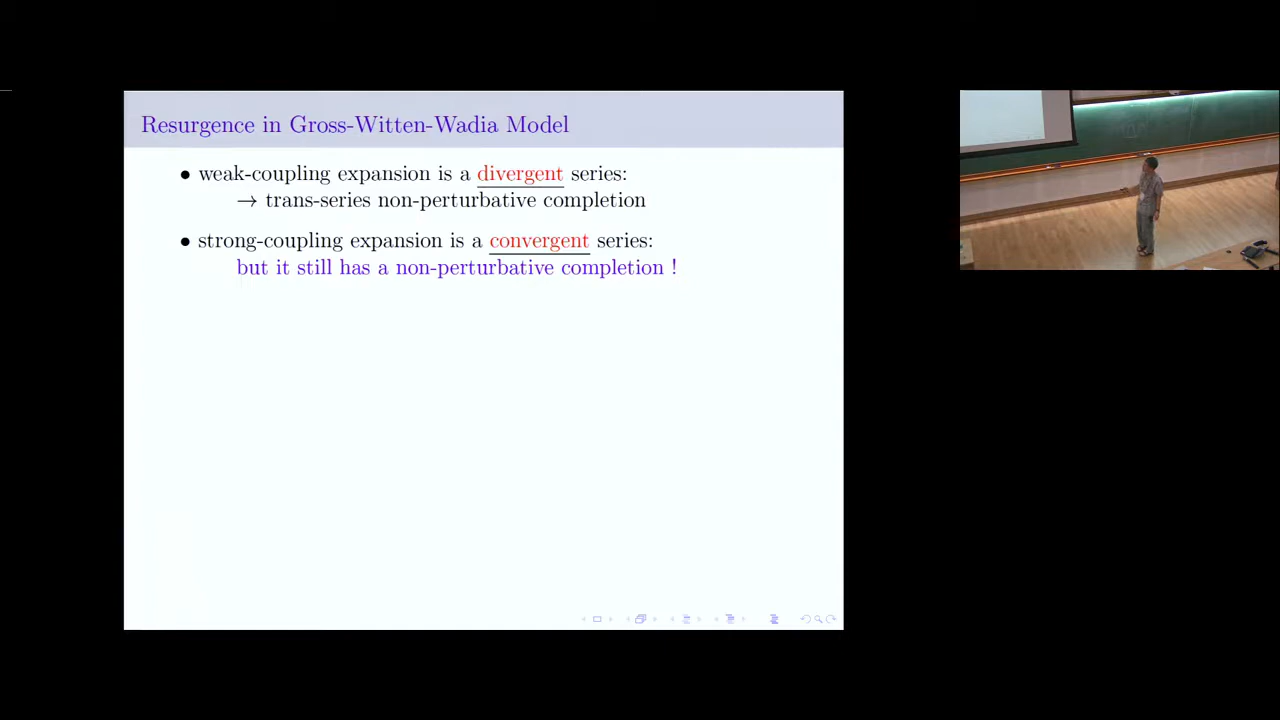 Resurgence in Gross-Witten-Wadia Model
• weak-coupling expansion is a divergent series:
→ trans-series non-perturbative completion
• strong-coupling expansion is a convergent series:
but it still has a non-perturbative completion !